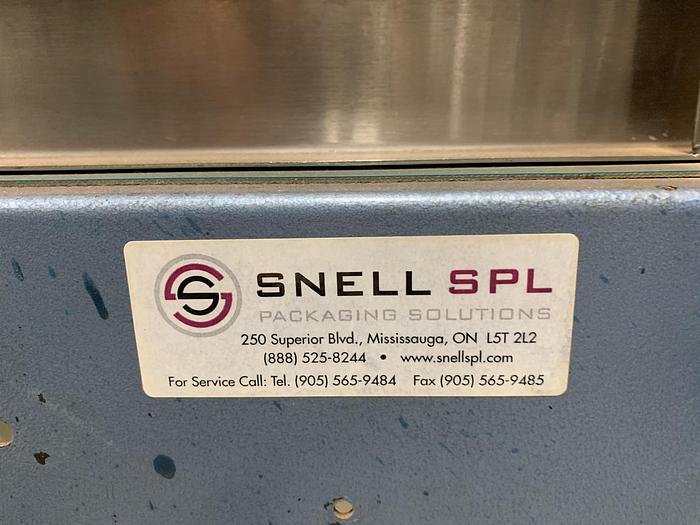 SNELL SPL
PACKAGING SOLUTIONS
250 Superior Blvd., Mississauga, ON L5T 2L2
(888) 525-8244 • www.snellspl.com
For Service Call: Tel. (905) 565-9484 Fax (905) 565-9485